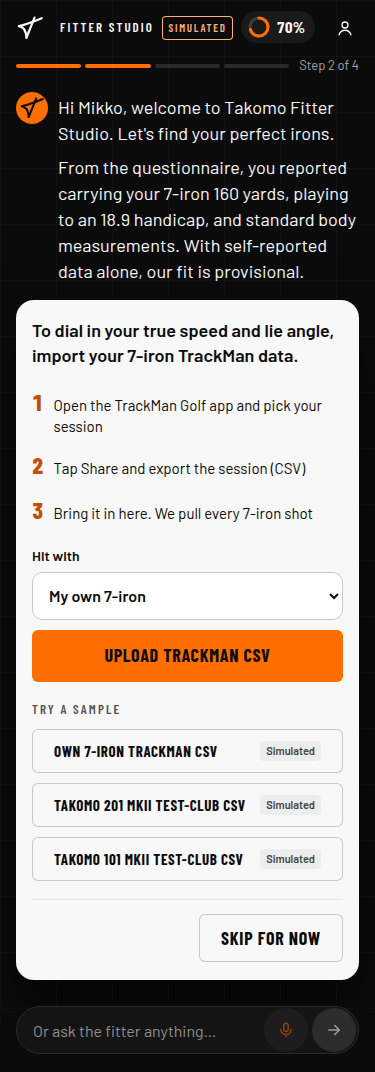 FITTER STUDIO SIMULATED 70%
Step 2 of 4
Hi Mikko, welcome to Takomo Fitter
Studio. Let's find your perfect irons.
From the questionnaire, you reported
carrying your 7-iron 160 yards, playing
to an 18.9 handicap, and standard body
measurements. With self-reported
data alone, our fit is provisional.
To dial in your true speed and lie angle,
import your 7-iron TrackMan data.
1 Open the TrackMan Golf app and pick your
session
2 Tap Share and export the session (CSV)
3 Bring it in here. We pull every 7-iron shot
Hit with
My own 7-iron
UPLOAD TRACKMAN CSV
TRY A SAMPLE
OWN 7-IRON TRACKMAN CSV Simulated
TAKOMO 201 MKII TEST-CLUB CSV Simulated
TAKOMO 101 MKII TEST-CLUB CSV Simulated
SKIP FOR NOW
Or ask the fitter anything...